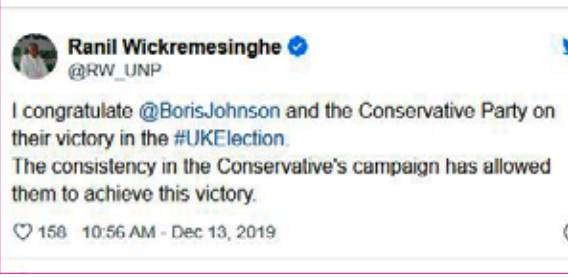 Ranil Wickremesinghe
@RW_UNP
I congratulate @BorisJohnson and the Conservative Party on
their victory in the #UKElection.
The consistency in the Conservative's campaign has allowed
them to achieve this victory.
158 10:56 AM - Dec 13, 2019